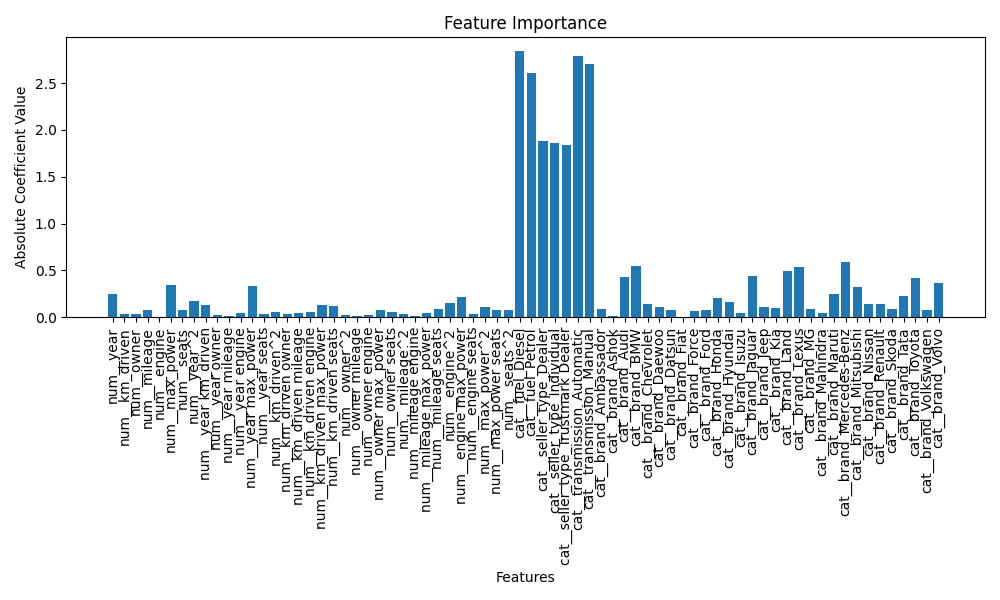 Feature Importance
Absolute Coefficient Value
2.5
2.0
1.5
1.0
0.5
0.0
num__year
num__km_driven
num__owner
num__mileage
num__engine
num__max_power
num__seats
num__year^2
num__year km_driven
num__year owner
num__year mileage
num__year engine
num__year max_power
num__year seats
num__km_driven^2
num__km_driven owner
num__km_driven mileage
num__km_driven engine
num__km_driven max_power
num__km_driven seats
num__owner^2
num__owner mileage
num__owner engine
num__owner max_power
num__owner seats
num__mileage^2
num__mileage engine
num__mileage max_power
num__mileage seats
num__engine^2
num__engine max_power
num__engine seats
num__max_power^2
num__max_power seats
num__seats^2
cat__fuel_Diesel
cat__fuel_Petrol
cat__seller_type_Dealer
cat__seller_type_Individual
cat__seller_type_Trustmark Dealer
cat__transmission_Automatic
cat__transmission_Manual
cat__brand_Ambassador
cat__brand_Ashok
cat__brand_Audi
cat__brand_BMW
cat__brand_Chevrolet
cat__brand_Daewoo
cat__brand_Datsun
cat__brand_Fiat
cat__brand_Force
cat__brand_Ford
cat__brand_Honda
cat__brand_Hyundai
cat__brand_Isuzu
cat__brand_Jaguar
cat__brand_Jeep
cat__brand_Kia
cat__brand_Land
cat__brand_Lexus
cat__brand_MG
cat__brand_Mahindra
cat__brand_Maruti
cat__brand_Mercedes-Benz
cat__brand_Mitsubishi
cat__brand_Nissan
cat__brand_Renault
cat__brand_Skoda
cat__brand_Tata
cat__brand_Toyota
cat__brand_Volkswagen
cat__brand_Volvo
Features